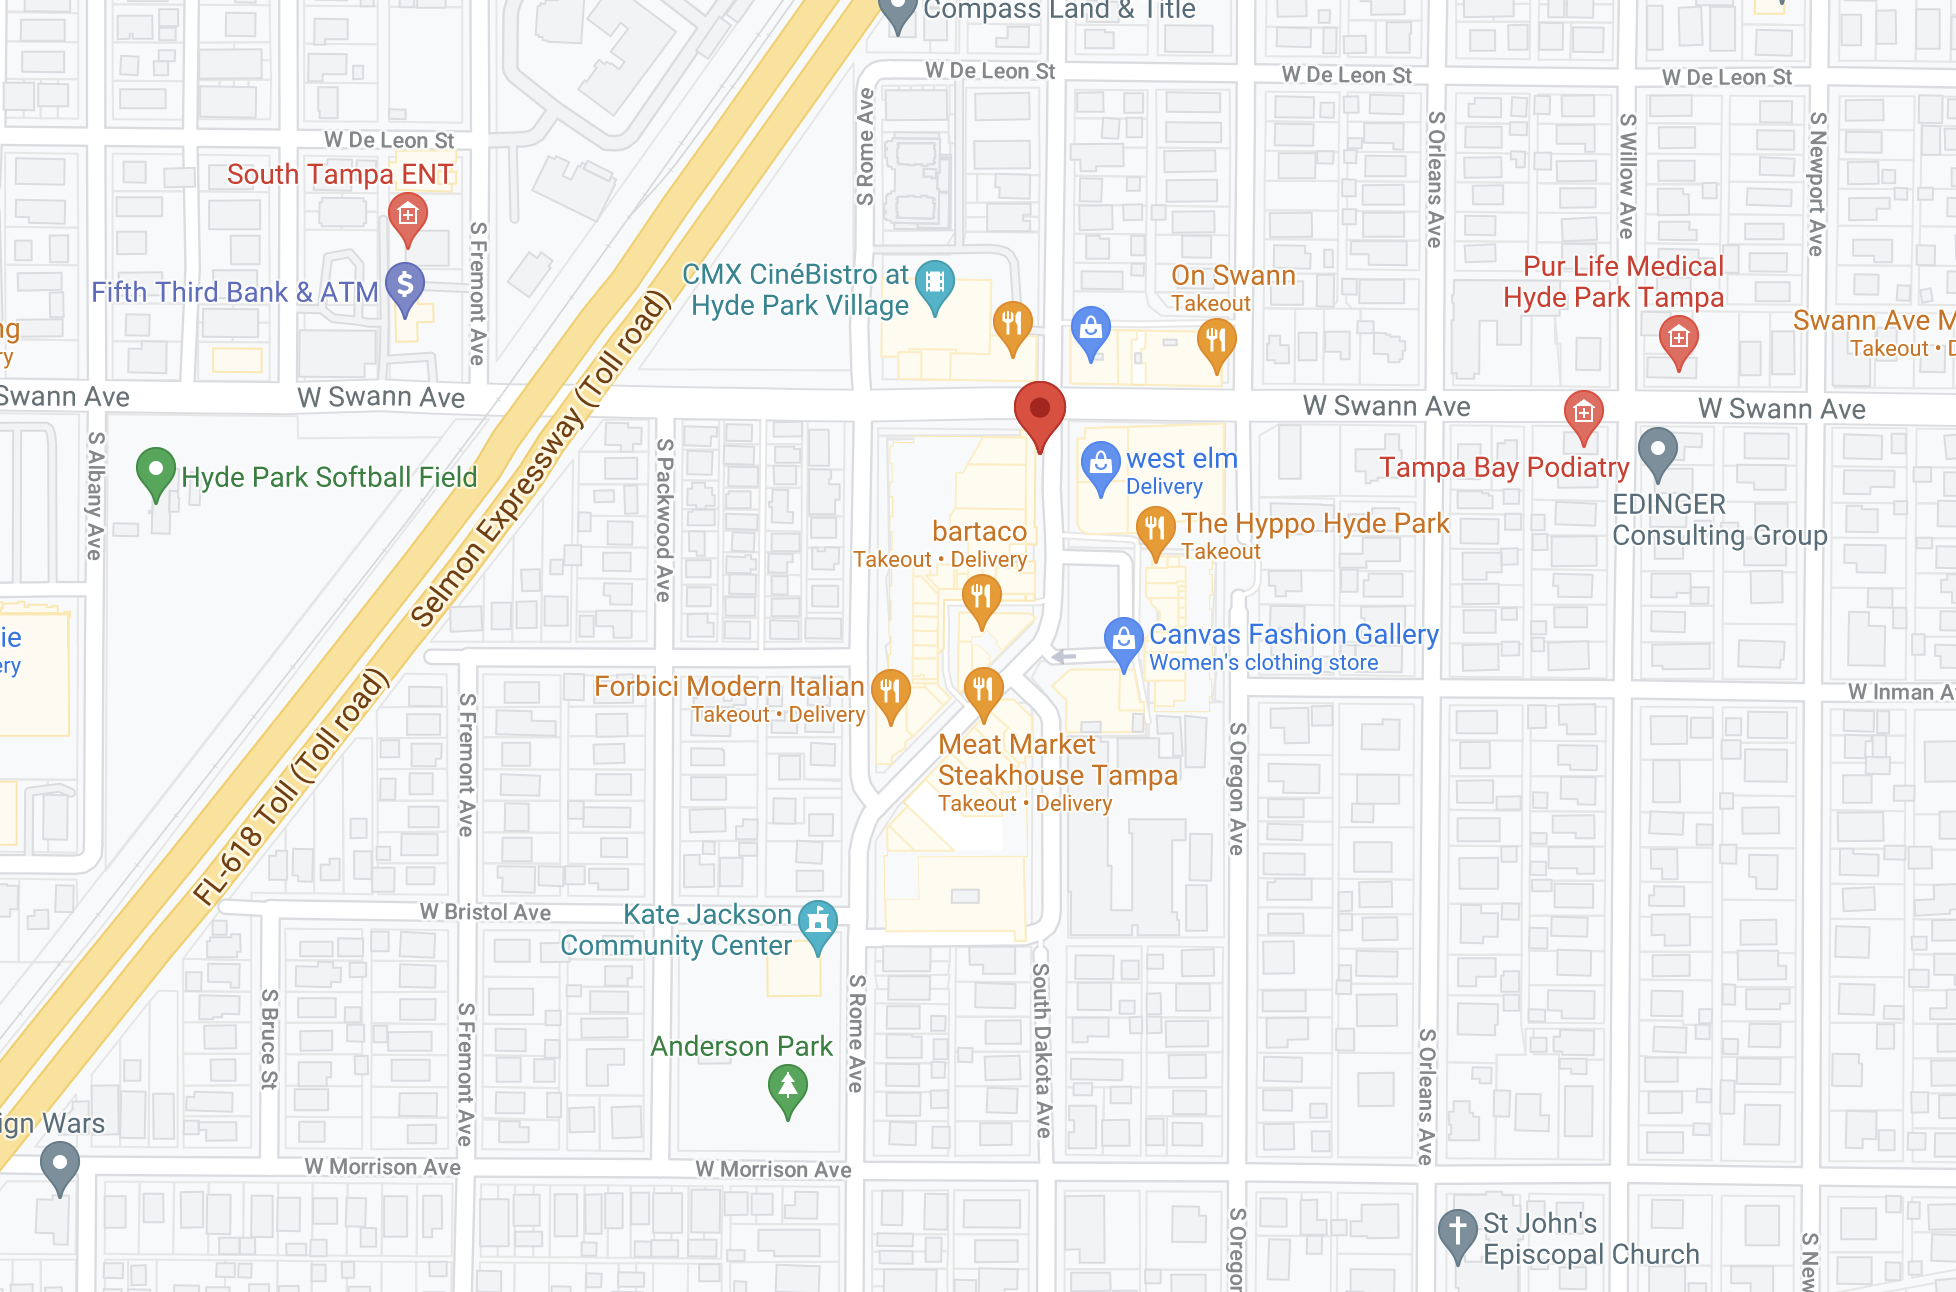 Compass Land & Title
W De Leon St
W De Leon St
W De Leon St
W De Leon St
S Rome Ave
S Orleans Ave
S Willow Ave
S Newport Ave
South Tampa ENT
S Fremont Ave
Fifth Third Bank & ATM
CMX CinéBistro at
Hyde Park Village
On Swann
Takeout
Pur Life Medical
Hyde Park Tampa
Swann Ave M
Takeout • D
ng
ry
Swann Ave
W Swann Ave
W Swann Ave
W Swann Ave
Selmon Expressway (Toll road)
S Albany Ave
Hyde Park Softball Field
S Packwood Ave
west elm
Delivery
Tampa Bay Podiatry
EDINGER
Consulting Group
bartaco
Takeout • Delivery
The Hyppo Hyde Park
Takeout
ie
ery
Canvas Fashion Gallery
Women's clothing store
Forbici Modern Italian
Takeout • Delivery
W Inman Av
FL-618 Toll (Toll road)
S Fremont Ave
Meat Market
Steakhouse Tampa
Takeout • Delivery
S Oregon Ave
W Bristol Ave
Kate Jackson
Community Center
S Bruce St
S Fremont Ave
S Rome Ave
South Dakota Ave
S Orleans Ave
Anderson Park
ign Wars
W Morrison Ave
W Morrison Ave
S Oregon
St John's
Episcopal Church
S New